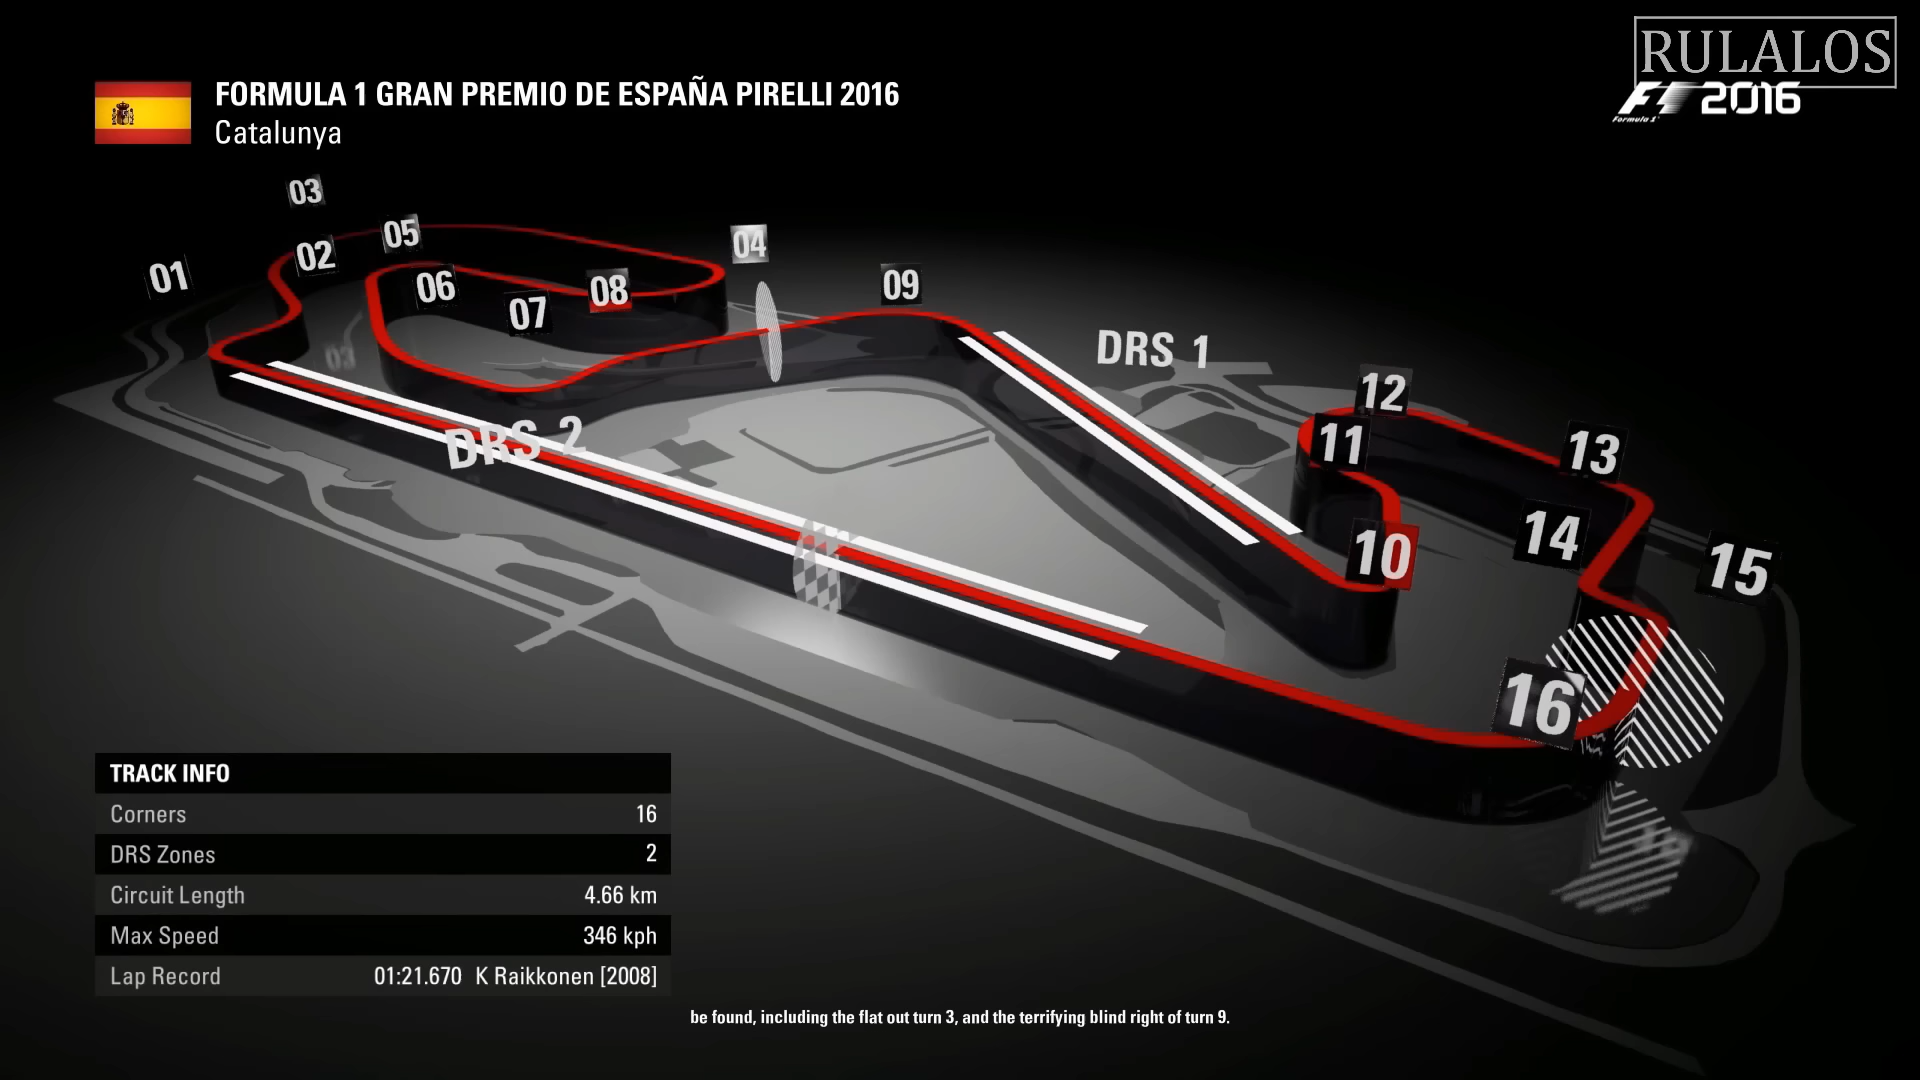 RULALOS
F1 2016
Formula 1
FORMULA 1 GRAN PREMIO DE ESPAÑA PIRELLI 2016
Catalunya
03
05
04
02
01
06
08
07
09
DRS 1
03
12
11
DRS 2
13
14
10
15
16
TRACK INFO
Corners 16
DRS Zones 2
Circuit Length 4.66 km
Max Speed 346 kph
Lap Record 01:21.670 K Raikkonen [2008]
be found, including the flat out turn 3, and the terrifying blind right of turn 9.